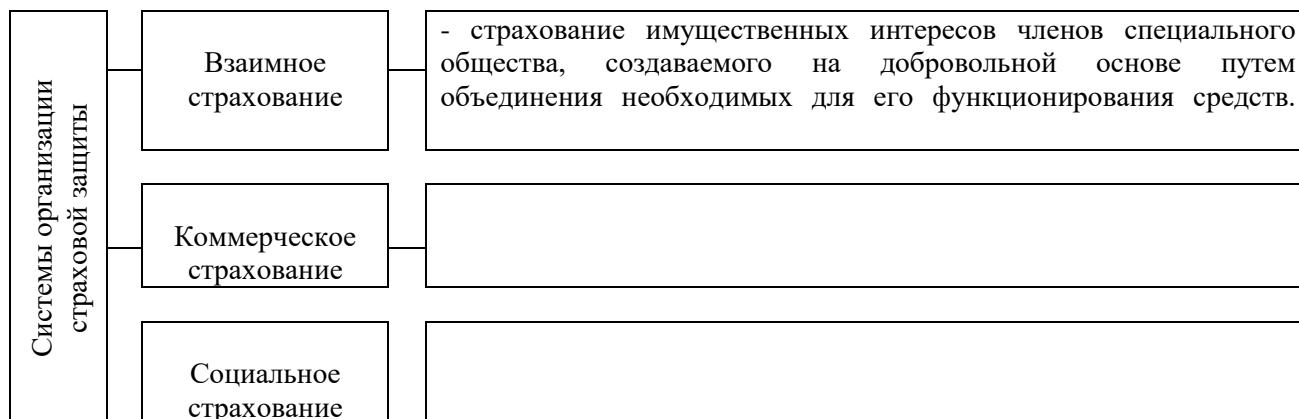 Системы организации
страховой защиты
Взаимное
страхование
- страхование имущественных интересов членов специального
общества, создаваемого на добровольной основе путем
объединения необходимых для его функционирования средств.
Коммерческое
страхование
Социальное
страхование